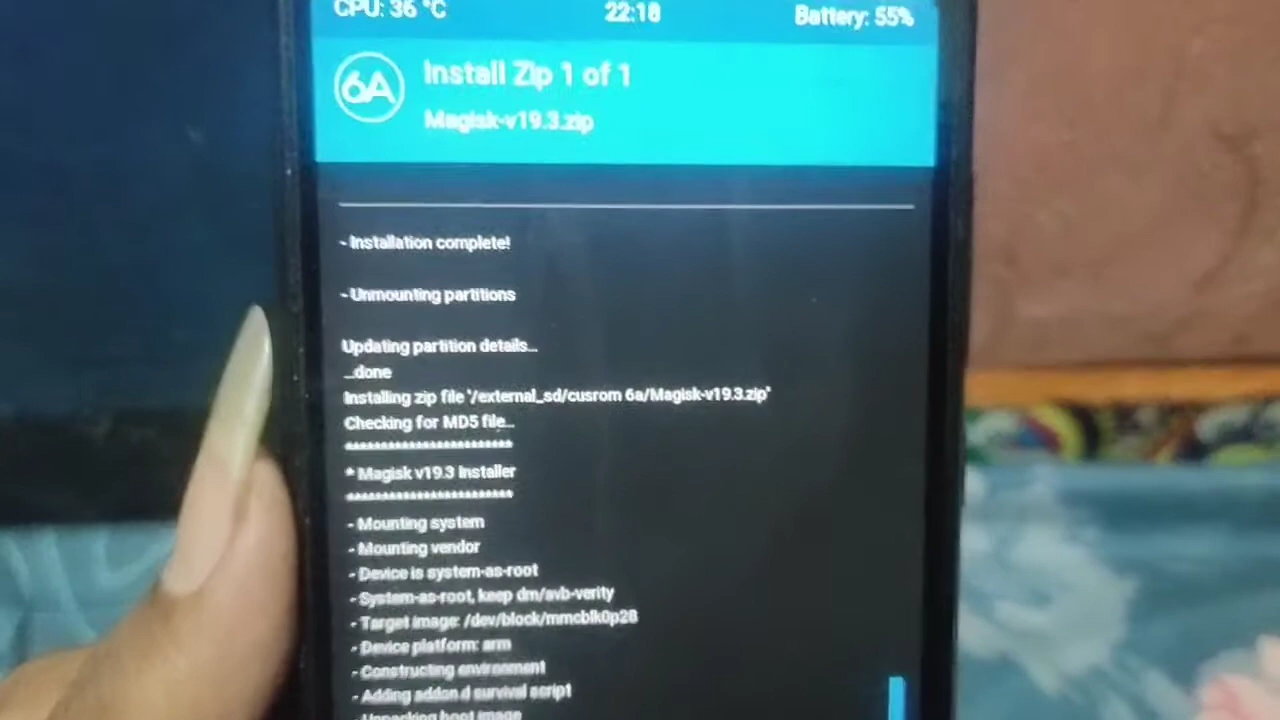 CPU: 36 °C
22:18
Battery: 55%
6A
Install Zip 1 of 1
Magisk-v19.3.zip
- Installation complete!
- Unmounting partitions
Updating partition details...
...done
Installing zip file '/external_sd/cusrom 6a/Magisk-v19.3.zip'
Checking for MD5 file...
************************
* Magisk v19.3 Installer
************************
- Mounting system
- Mounting vendor
- Device is system-as-root
- System-as-root, keep dm/avb-verity
- Target image: /dev/block/mmcblk0p28
- Device platform: arm
- Constructing environment
- Adding addon.d survival script
- Unpacking boot image